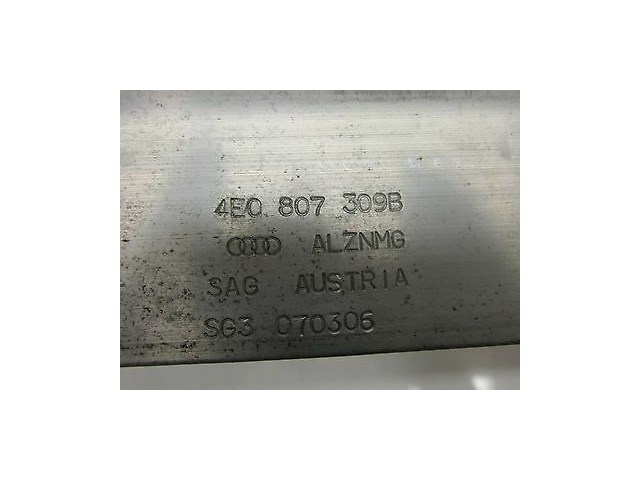 4E0 807 309B
ALZNMG
SAG AUSTRIA
SG3 070306